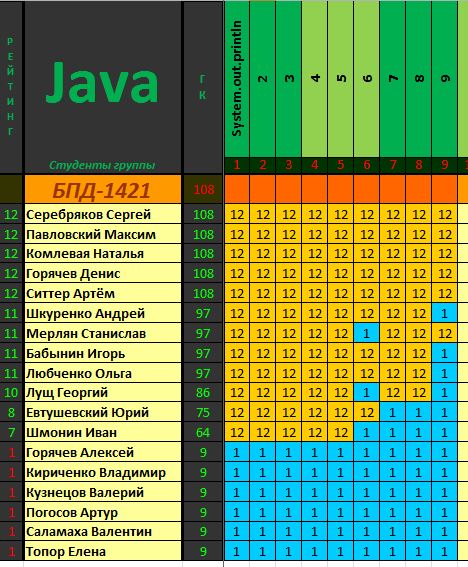 РЕЙТИНГ Java ГК System.out.println 2 3 4 5 6 7 8 9
Студенты группы 1 2 3 4 5 6 7 8 9
БПД-1421 108
12 Серебряков Сергей 108 12 12 12 12 12 12 12 12 12
12 Павловский Максим 108 12 12 12 12 12 12 12 12 12
12 Комлевая Наталья 108 12 12 12 12 12 12 12 12 12
12 Горячев Денис 108 12 12 12 12 12 12 12 12 12
12 Ситтер Артём 108 12 12 12 12 12 12 12 12 12
11 Шкуренко Андрей 97 12 12 12 12 12 12 12 12 1
11 Мерлян Станислав 97 12 12 12 12 12 1 12 12 12
11 Бабынин Игорь 97 12 12 12 12 12 12 12 12 1
11 Любченко Ольга 97 12 12 12 12 12 12 12 12 1
10 Лущ Георгий 86 12 12 12 12 12 1 12 12 1
8 Евтушевский Юрий 75 12 12 12 12 12 12 1 1 1
7 Шмонин Иван 64 12 12 12 12 12 1 1 1 1
1 Горячев Алексей 9 1 1 1 1 1 1 1 1 1
1 Кириченко Владимир 9 1 1 1 1 1 1 1 1 1
1 Кузнецов Валерий 9 1 1 1 1 1 1 1 1 1
1 Погосов Артур 9 1 1 1 1 1 1 1 1 1
1 Саламаха Валентин 9 1 1 1 1 1 1 1 1 1
1 Топор Елена 9 1 1 1 1 1 1 1 1 1